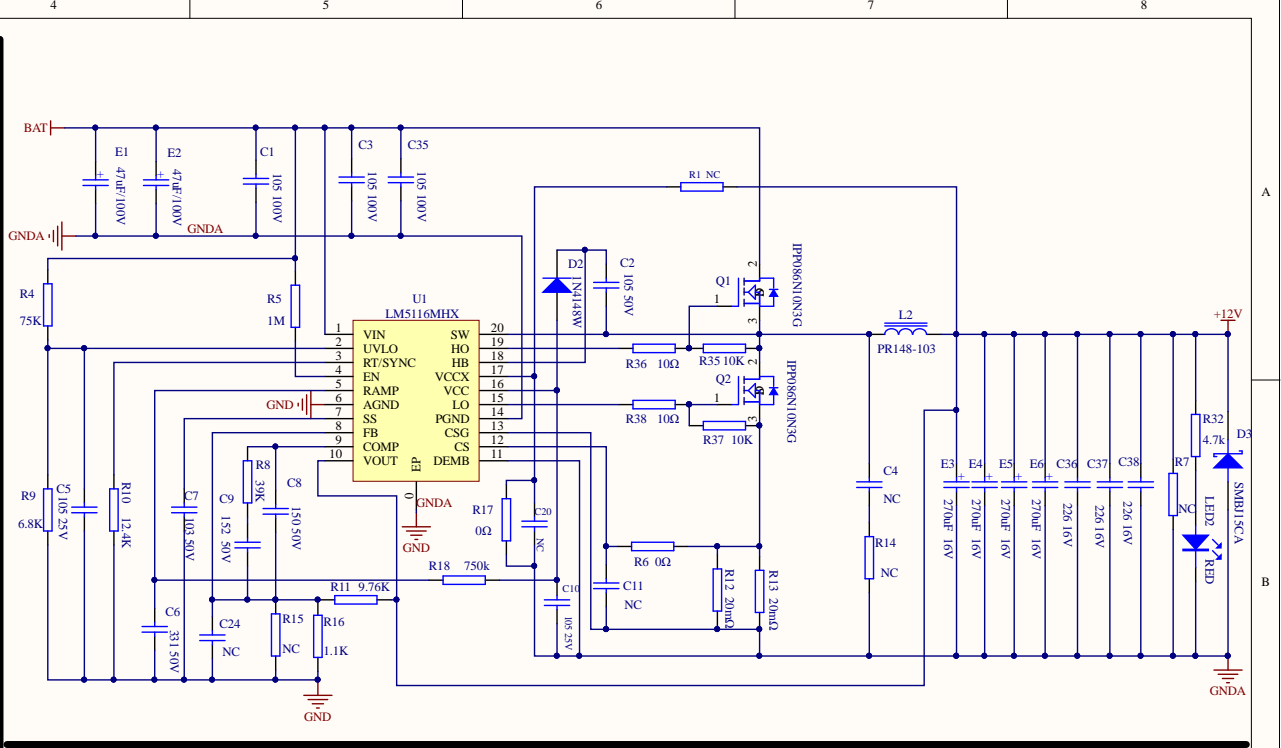 4
5
6
7
8
A
B
BAT
E1
47uF/100V
E2
47uF/100V
C1
105 100V
C3
105 100V
C35
105 100V
GNDA
GNDA
R1 NC
R4
75K
R5
1M
U1
LM5116MHX
1 VIN
2 UVLO
3 RT/SYNC
4 EN
5 RAMP
6 AGND
7 SS
8 FB
9 COMP
10 VOUT
SW 20
HO 19
HB 18
VCCX 17
VCC 16
LO 15
PGND 14
CSG 13
CS 12
DEMB 11
EP
0
GND
GNDA
GND
D2
1N4148W
C2
105 50V
Q1
1
2
3
D
IPP086N10N3G
R36 10Ω
R35 10K
Q2
1
2
3
D
IPP086N10N3G
R38 10Ω
R37 10K
L2
PR148-103
+12V
R9
6.8K
C5
105 25V
R10
12.4K
C7
103 50V
C9
152 50V
R8
39K
C8
150 50V
R17
0Ω
C20
NC
R18 750k
R11 9.76K
C6
331 50V
C24
NC
R15
NC
R16
1.1K
GND
C10
105 25V
R6 0Ω
C11
NC
R12 20mΩ
R13 20mΩ
C4
NC
R14
NC
E3
270uF 16V
E4
270uF 16V
E5
270uF 16V
E6
270uF 16V
C36
226 16V
C37
226 16V
C38
226 16V
R7
NC
R32
4.7k
LED2
RED
D3
SMBJ15CA
GNDA